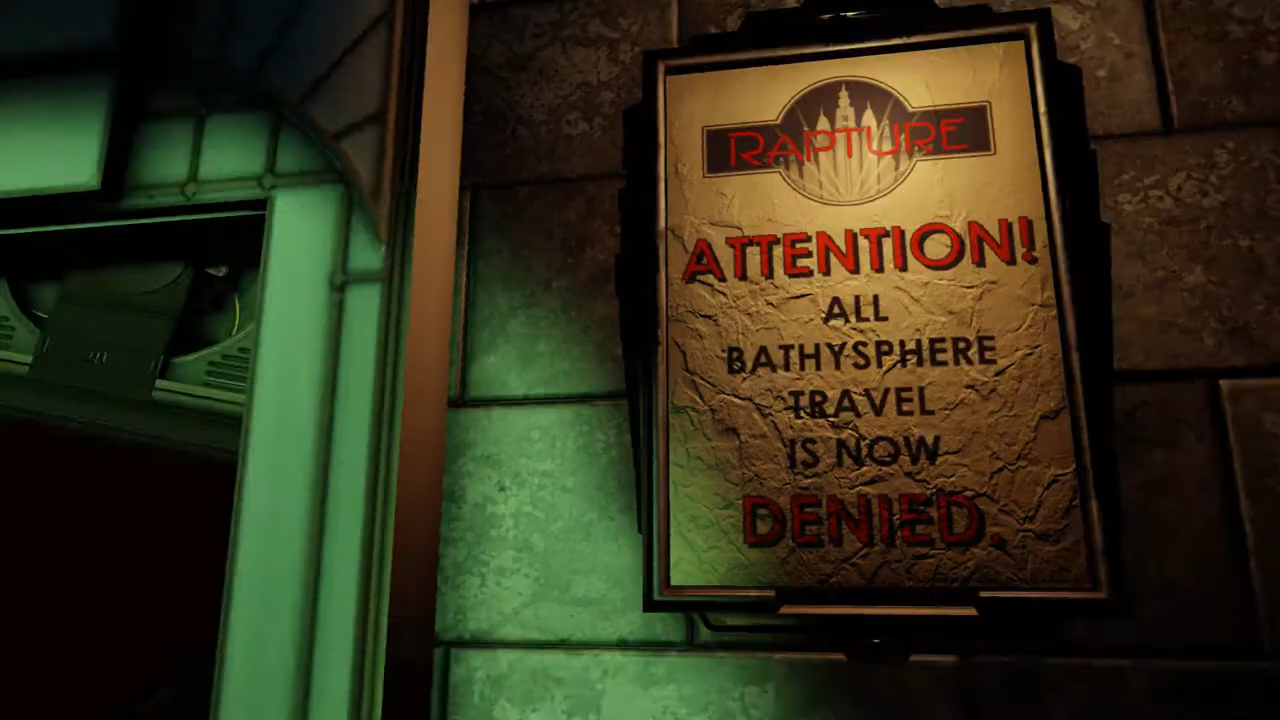 RAPTURE
ATTENTION!
ALL
BATHYSPHERE
TRAVEL
IS NOW
DENIED.